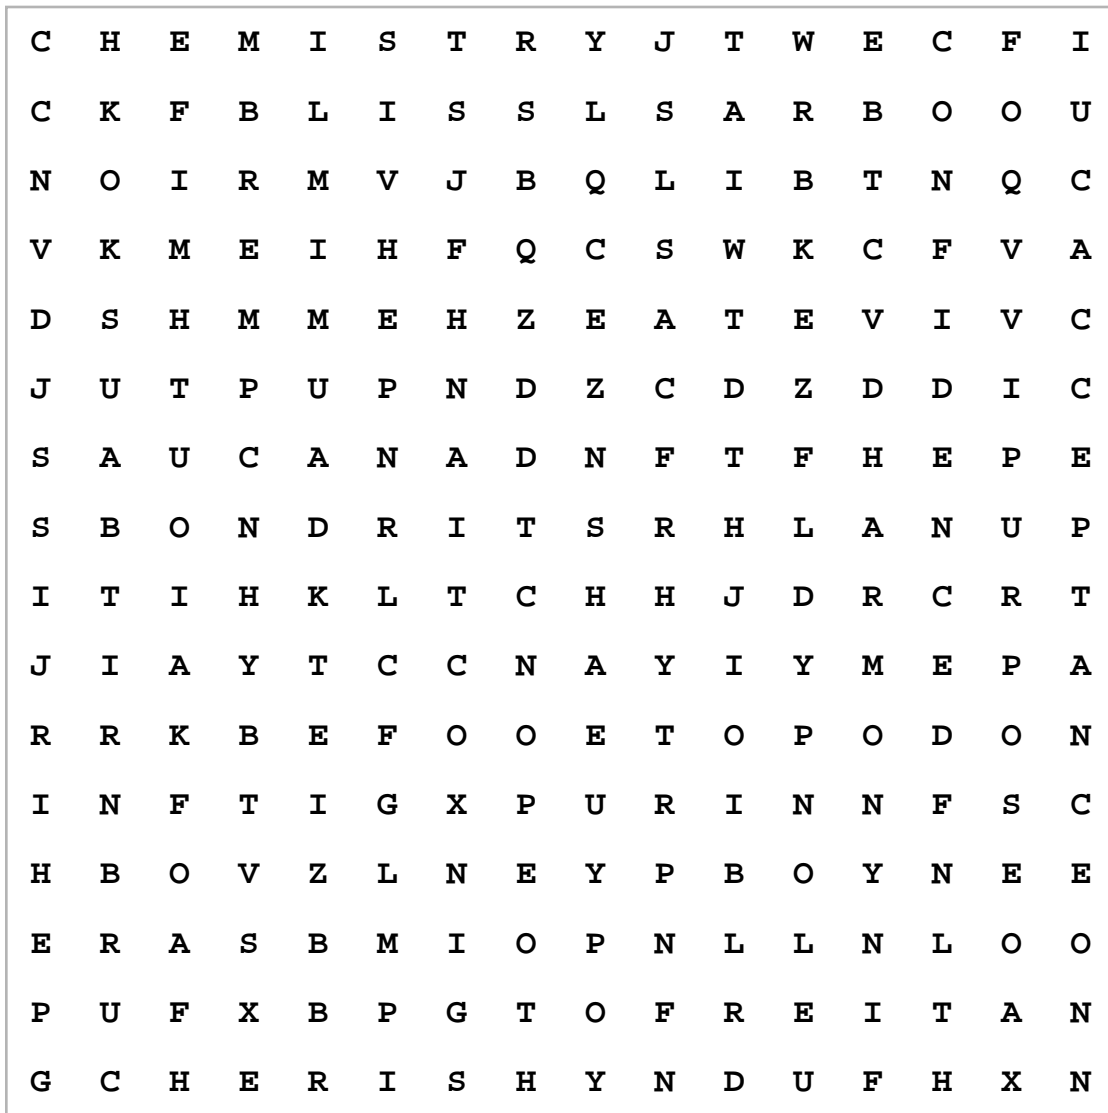 C H E M I S T R Y J T W E C F I
C K F B L I S S L S A R B O O U
N O I R M V J B Q L I B T N Q C
V K M E I H F Q C S W K C F V A
D S H M M E H Z E A T E V I V C
J U T P U P N D Z C D Z D D I C
S A U C A N A D N F T F H E P E
S B O N D R I T S R H L A N U P
I T I H K L T C H H J D R C R T
J I A Y T C C N A Y I Y M E P A
R R K B E F O O E T O P O D O N
I N F T I G X P U R I N N F S C
H B O V Z L N E Y P B O Y N E E
E R A S B M I O P N L L N L O O
P U F X B P G T O F R E I T A N
G C H E R I S H Y N D U F H X N